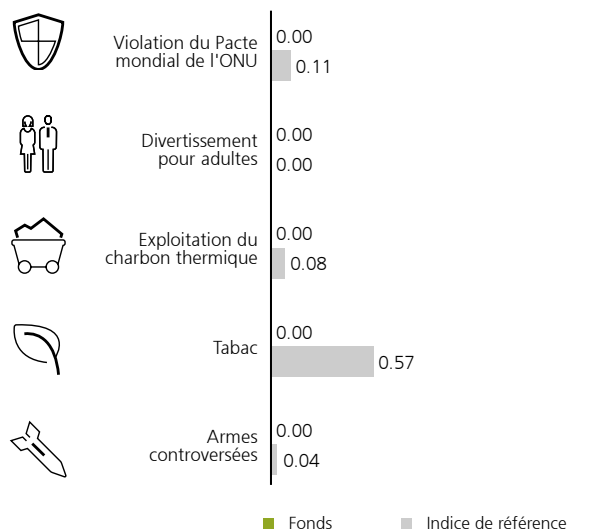 Violation du Pacte
mondial de l'ONU
0.00
0.11
Divertissement
pour adultes
0.00
0.00
Exploitation du
charbon thermique
0.00
0.08
Tabac
0.00
0.57
Armes
controversées
0.00
0.04
Fonds
Indice de référence